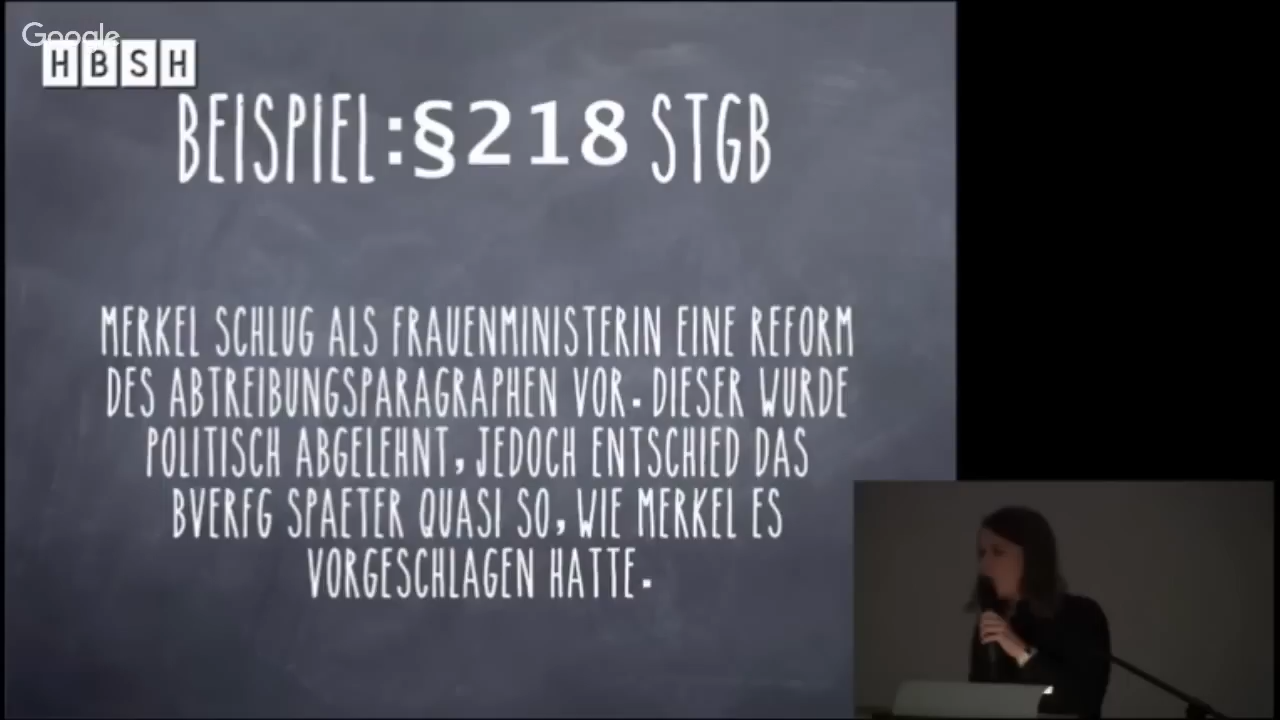 Google
HBSH
BEISPIEL:§218 STGB
MERKEL SCHLUG ALS FRAUENMINISTERIN EINE REFORM
DES ABTREIBUNGSPARAGRAPHEN VOR. DIESER WURDE
POLITISCH ABGELEHNT, JEDOCH ENTSCHIED DAS
BVERFG SPAETER QUASI SO, WIE MERKEL ES
VORGESCHLAGEN HATTE.